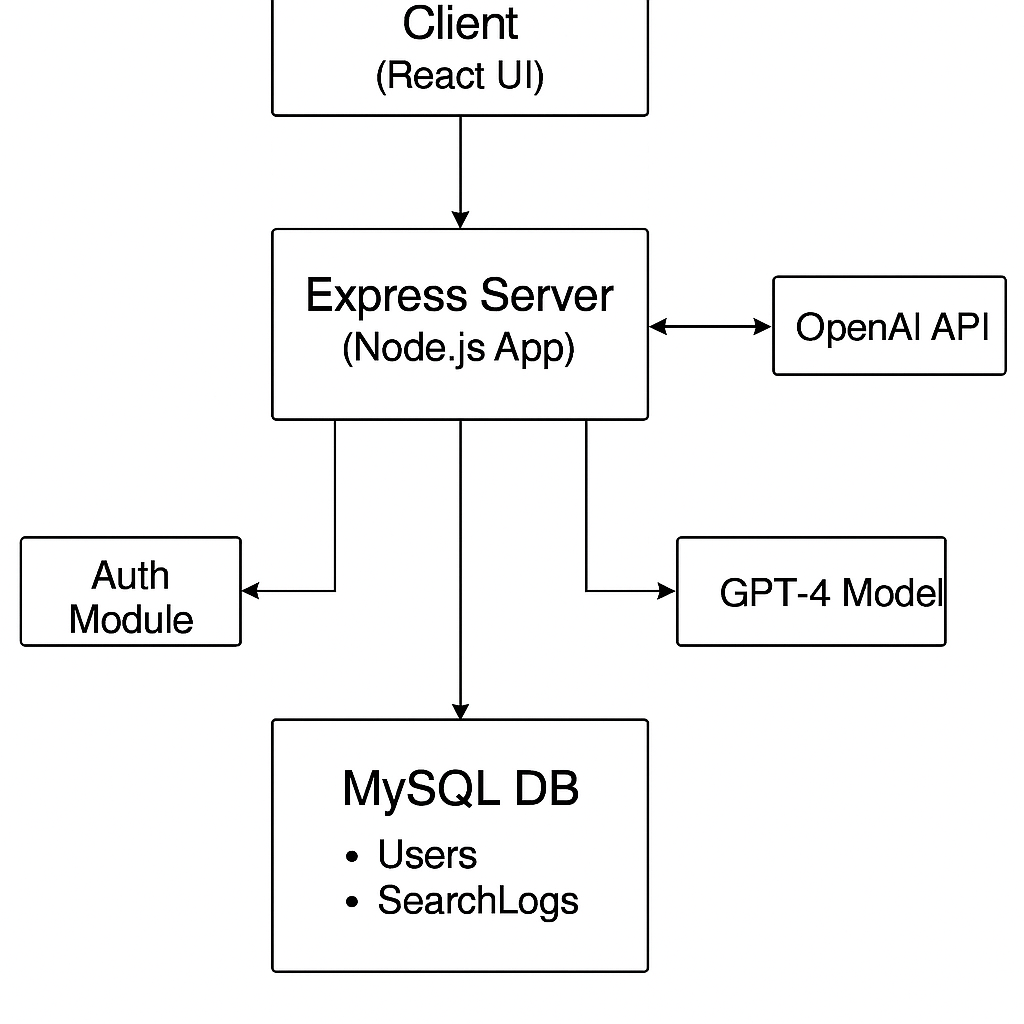 Client
(React UI)
Express Server
(Node.js App)
OpenAI API
Auth
Module
GPT-4 Model
MySQL DB
• Users
• SearchLogs